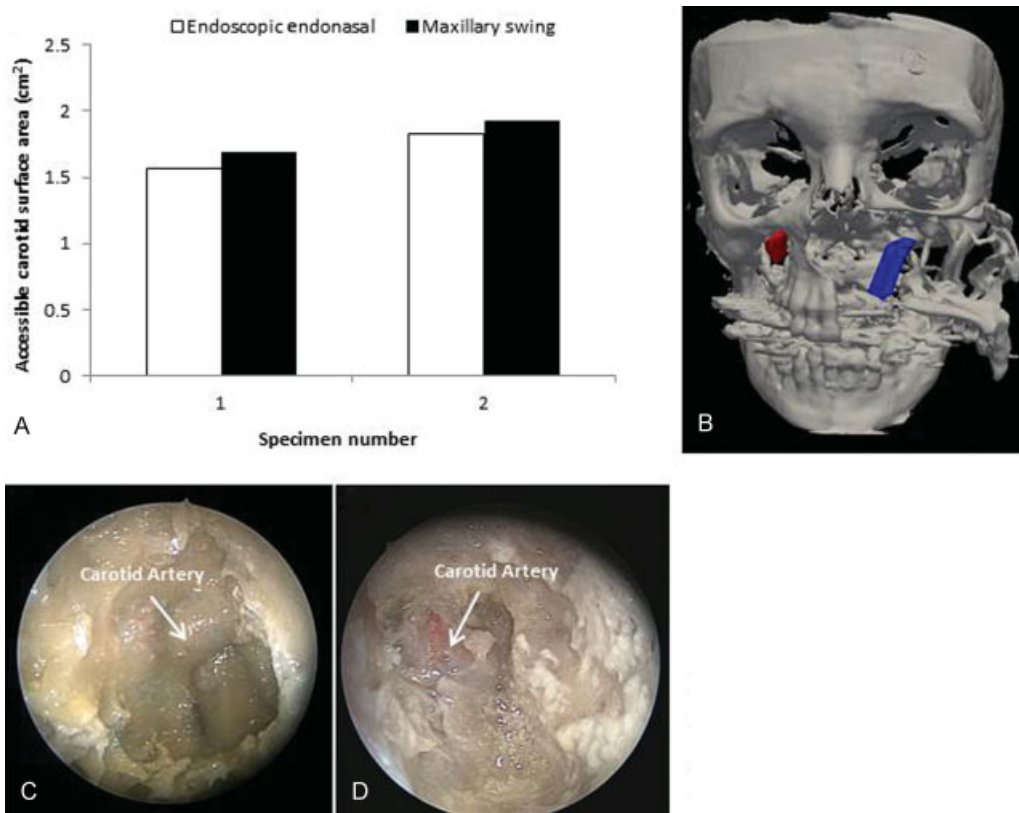 Endoscopic endonasal Maxillary swing
2.5
2
1.5
1
0.5
0
Accessible carotid surface area (cm²)
1 2
Specimen number
A
B
Carotid Artery
C
Carotid Artery
D